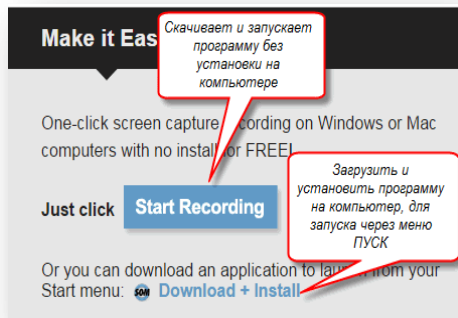 Make it Eas
Скачивает и запускает
программу без
установки на
компьютере
One-click screen capture recording on Windows or Mac
computers with no install for FREE!
Загрузить и
установить программу
на компьютер, для
запуска через меню
ПУСК
Just click Start Recording
Or you can download an application to launch from your
Start menu: SOM Download + Install